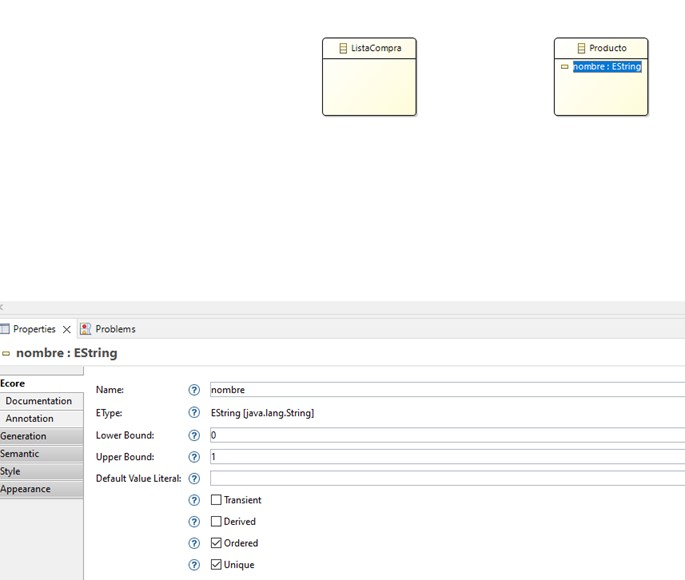 ListaCompra
Producto
nombre : EString
Properties
Problems
nombre : EString
Ecore
Documentation
Annotation
Generation
Semantic
Style
Appearance
Name: nombre
EType: EString [java.lang.String]
Lower Bound: 0
Upper Bound: 1
Default Value Literal:
Transient
Derived
Ordered
Unique